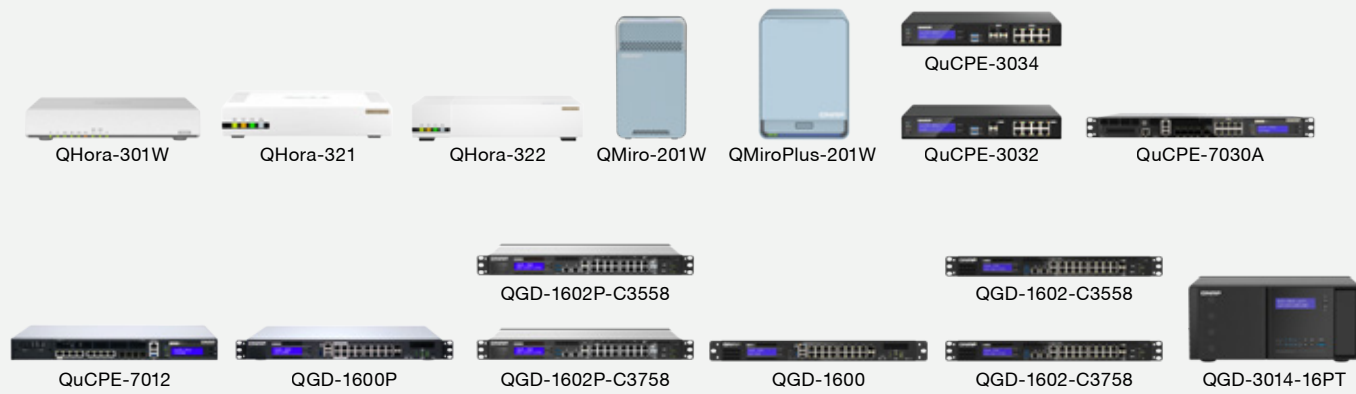 QuCPE-3034
QHora-301W
QHora-321
QHora-322
QMiro-201W
QMiroPlus-201W
QuCPE-3032
QuCPE-7030A
QGD-1602P-C3558
QGD-1602-C3558
QuCPE-7012
QGD-1600P
QGD-1602P-C3758
QGD-1600
QGD-1602-C3758
QGD-3014-16PT